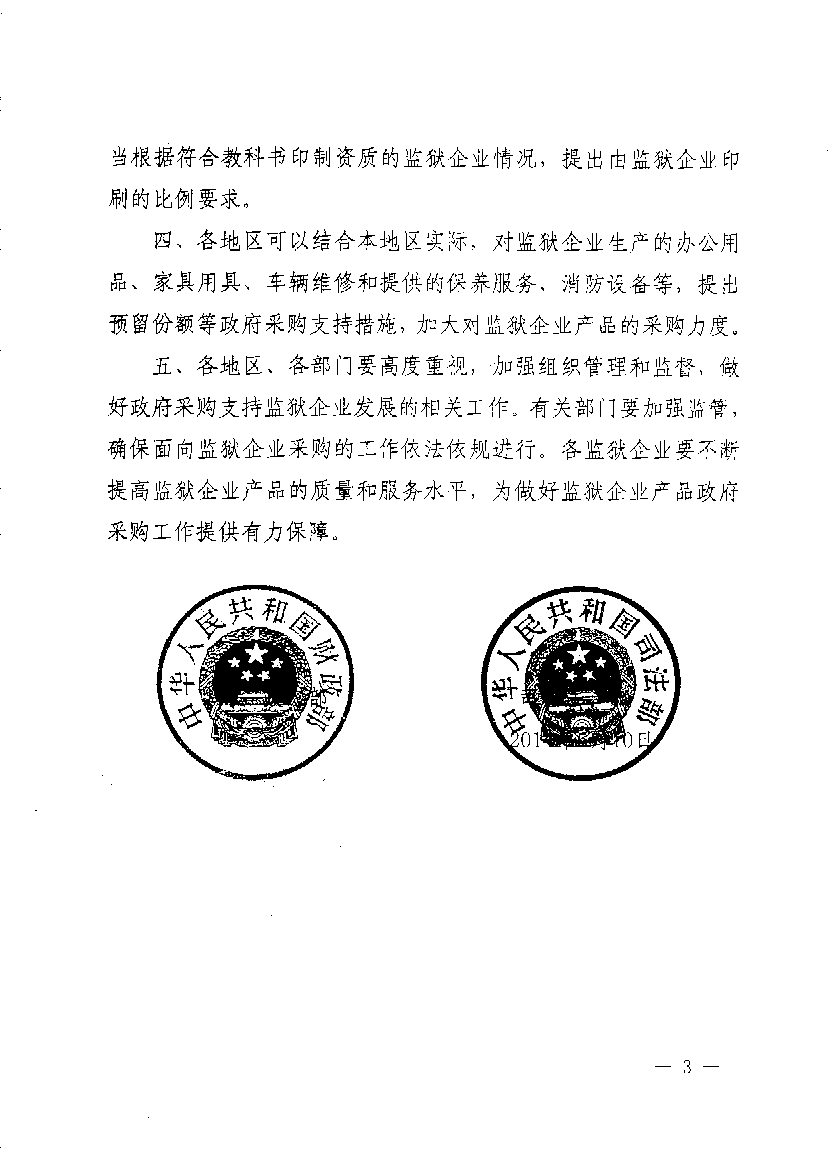 当根据符合教科书印制资质的监狱企业情况，提出由监狱企业印
刷的比例要求。
四、各地区可以结合本地区实际，对监狱企业生产的办公用
品、家具用具、车辆维修和提供的保养服务、消防设备等，提出
预留份额等政府采购支持措施，加大对监狱企业产品的采购力度。
五、各地区、各部门要高度重视，加强组织管理和监督，做
好政府采购支持监狱企业发展的相关工作。有关部门要加强监管，
确保面向监狱企业采购的工作依法依规进行。各监狱企业要不断
提高监狱企业产品的质量和服务水平，为做好监狱企业产品政府
采购工作提供有力保障。
中华人民共和国财政部
中华人民共和国司法部
201 10日
— 3 —